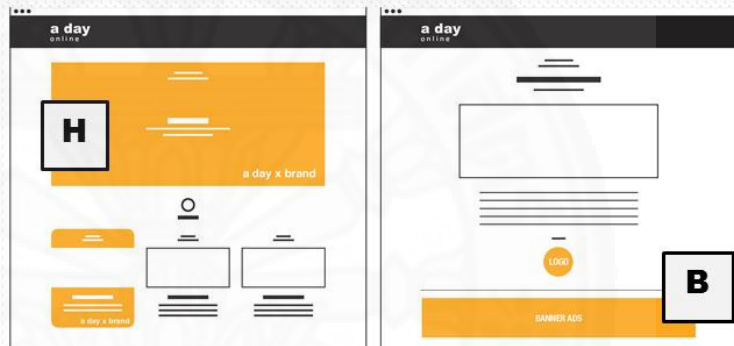 a day
online
H
a day x brand
a day x brand
a day
online
LOGO
B
BANNER ADS